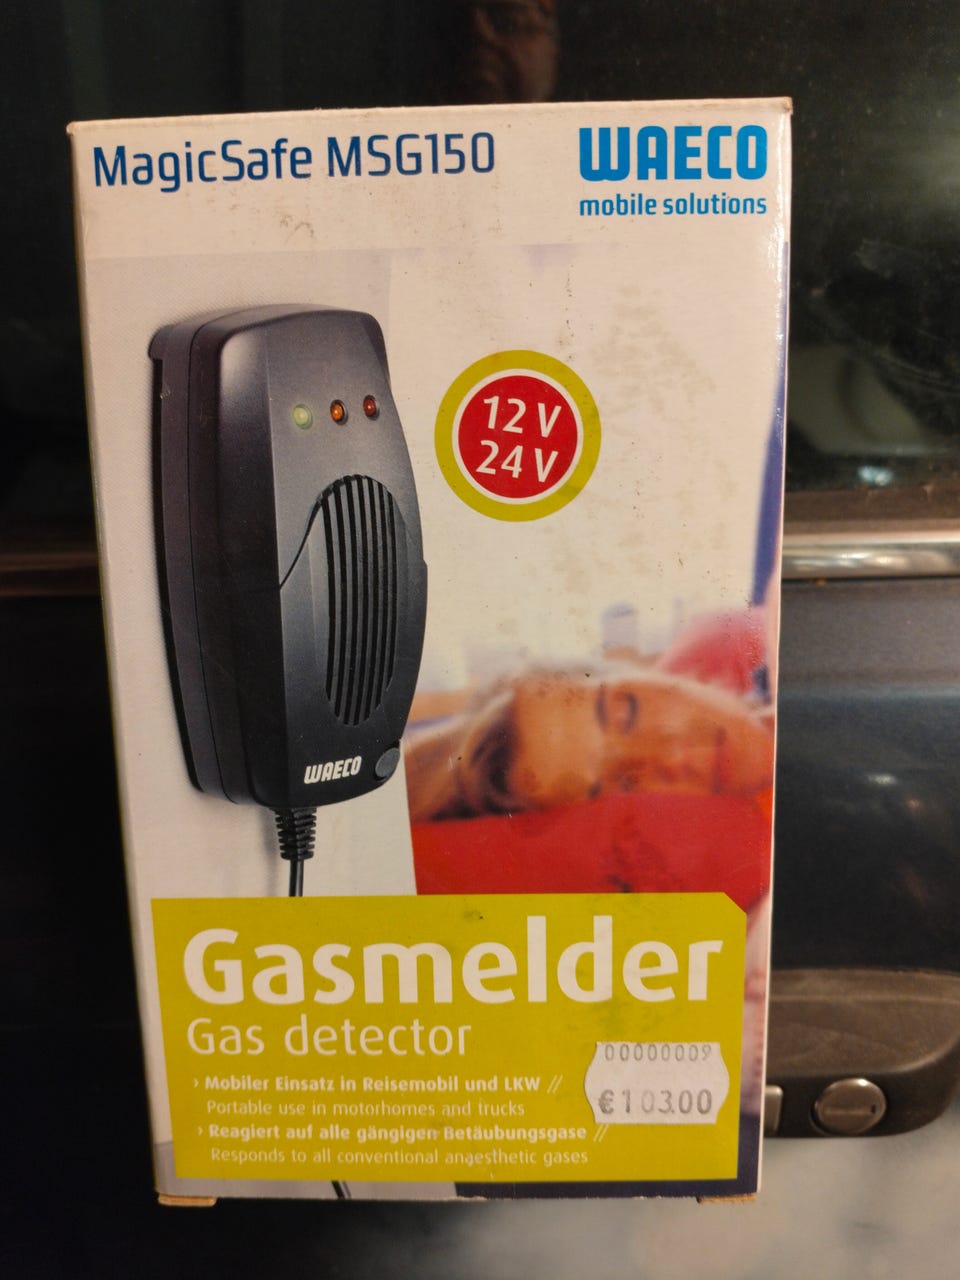 MagicSafe MSG150
WAECO
mobile solutions
12 V
24 V
WAECO
Gasmelder
Gas detector
› Mobiler Einsatz in Reisemobil und LKW //
Portable use in motorhomes and trucks
› Reagiert auf alle gängigen Betäubungsgase //
Responds to all conventional anaesthetic gases
00000009
€103.00